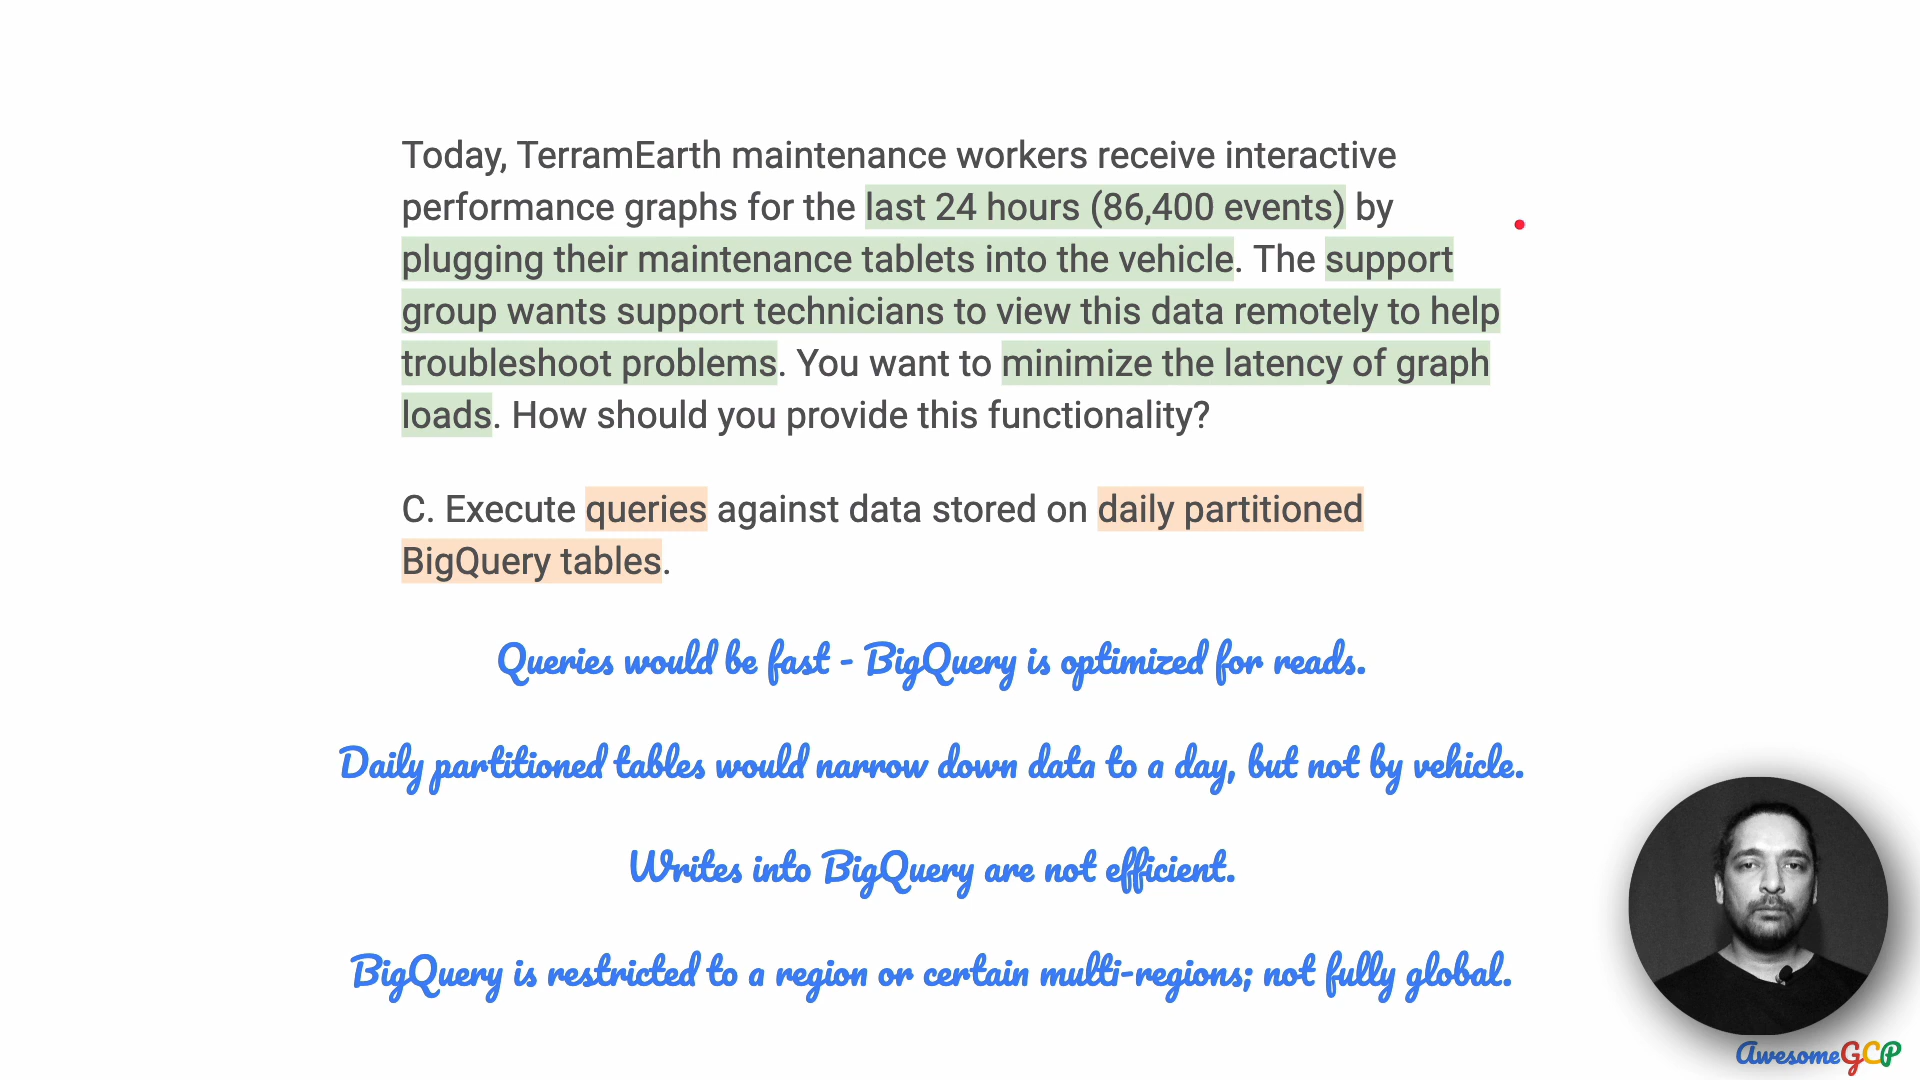 Today, TerramEarth maintenance workers receive interactive
performance graphs for the last 24 hours (86,400 events) by
plugging their maintenance tablets into the vehicle. The support
group wants support technicians to view this data remotely to help
troubleshoot problems. You want to minimize the latency of graph
loads. How should you provide this functionality?
C. Execute queries against data stored on daily partitioned
BigQuery tables.
Queries would be fast - BigQuery is optimized for reads.
Daily partitioned tables would narrow down data to a day, but not by vehicle.
Writes into BigQuery are not efficient.
BigQuery is restricted to a region or certain multi-regions; not fully global.
AwesomeGCP